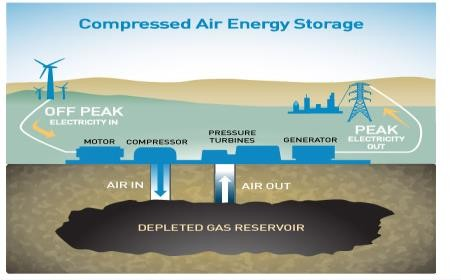 Compressed Air Energy Storage
OFF PEAK
ELECTRICITY IN
PEAK
ELECTRICITY
OUT
MOTOR
COMPRESSOR
PRESSURE
TURBINES
GENERATOR
AIR IN
AIR OUT
DEPLETED GAS RESERVOIR